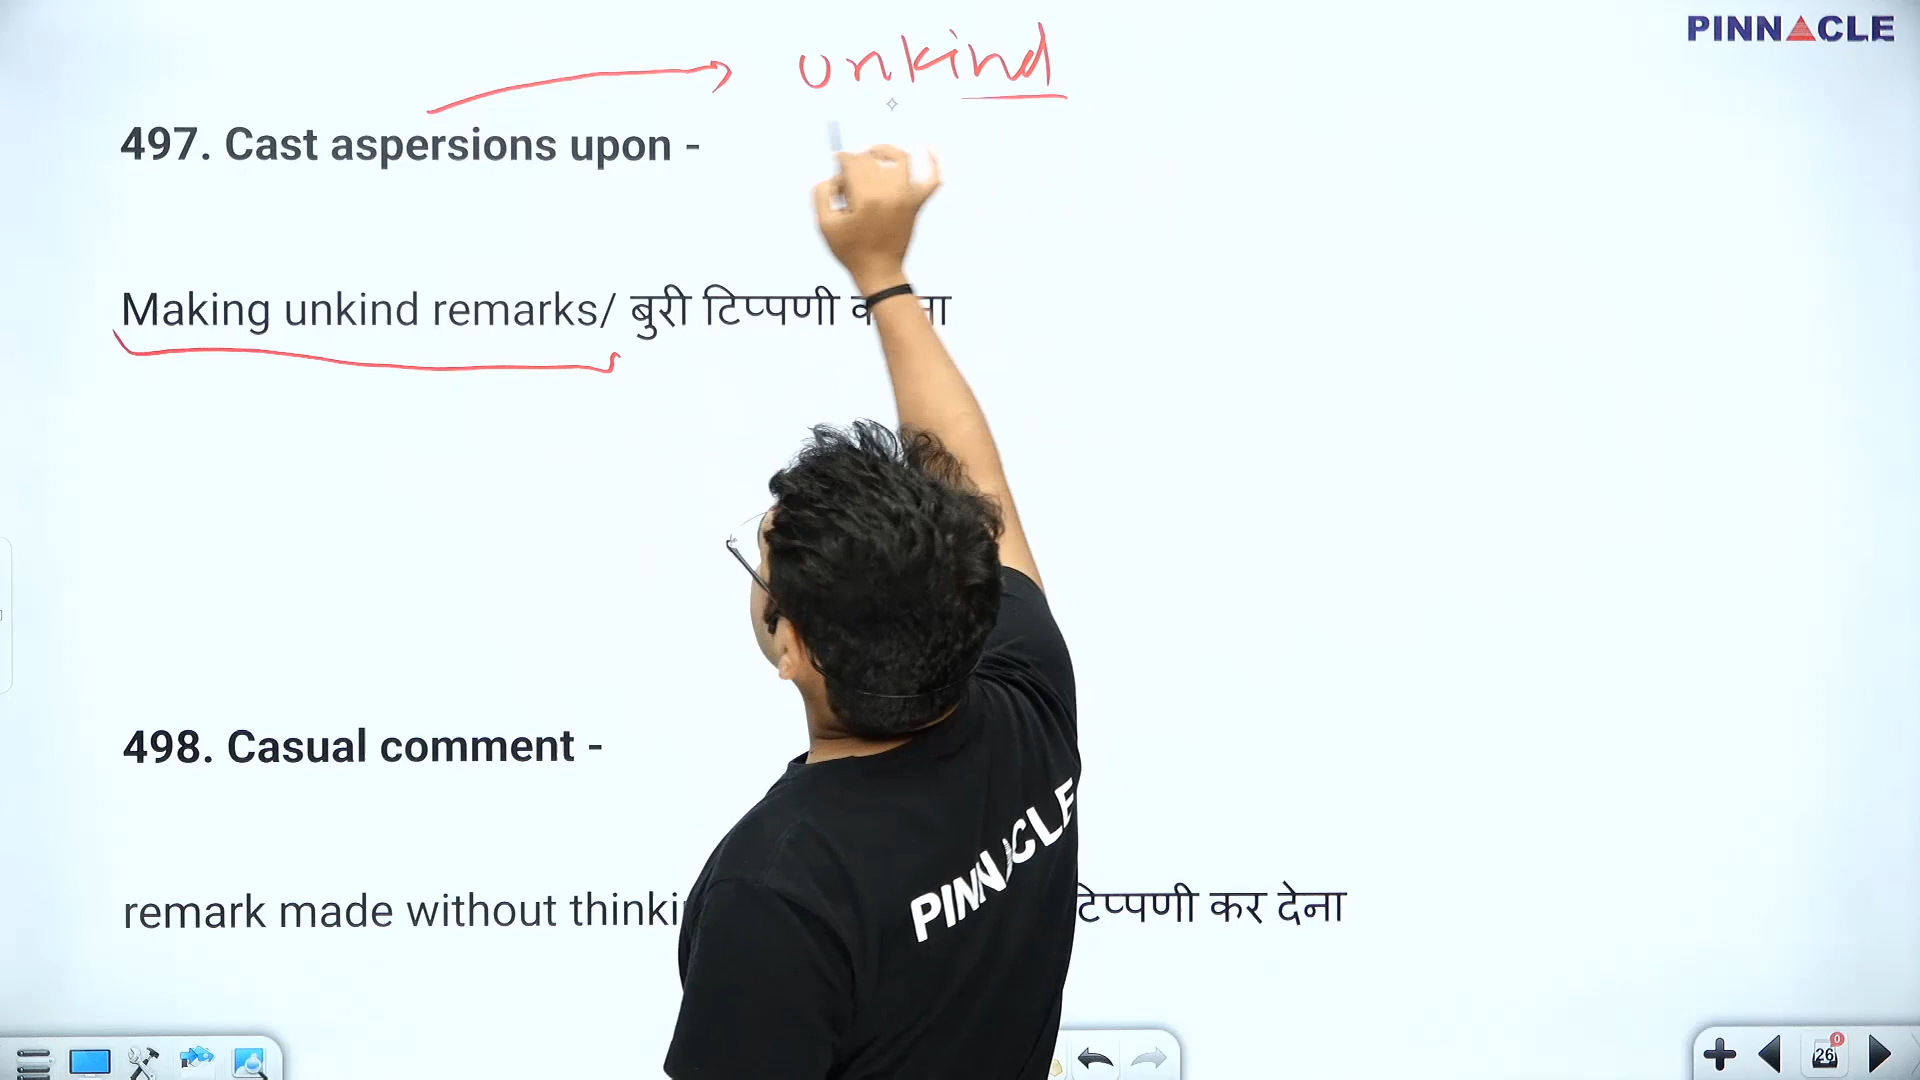 PINNACLE
unkind
497. Cast aspersions upon -
Making unkind remarks/ बुरी टिप्पणी
498. Casual comment -
remark made without टिप्पणी कर देना
PINNACLE
26
0